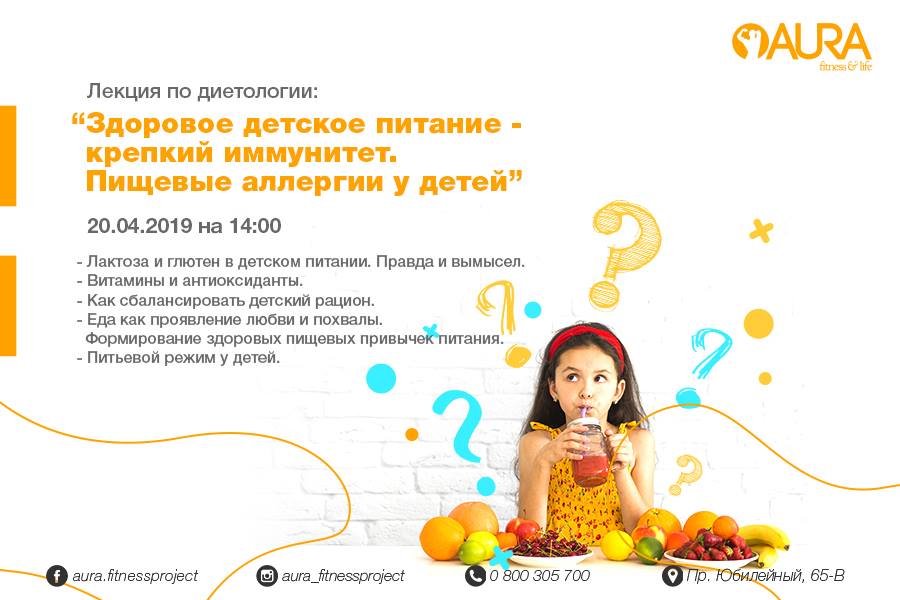 AURA
fitness & life
Лекция по диетологии:
“Здоровое детское питание -
крепкий иммунитет.
Пищевые аллергии у детей”
20.04.2019 на 14:00
- Лактоза и глютен в детском питании. Правда и вымысел.
- Витамины и антиоксиданты.
- Как сбалансировать детский рацион.
- Еда как проявление любви и похвалы.
Формирование здоровых пищевых привычек питания.
- Питьевой режим у детей.
aura.fitnessproject
aura_fitnessproject
0 800 305 700
Пр. Юбилейный, 65-В